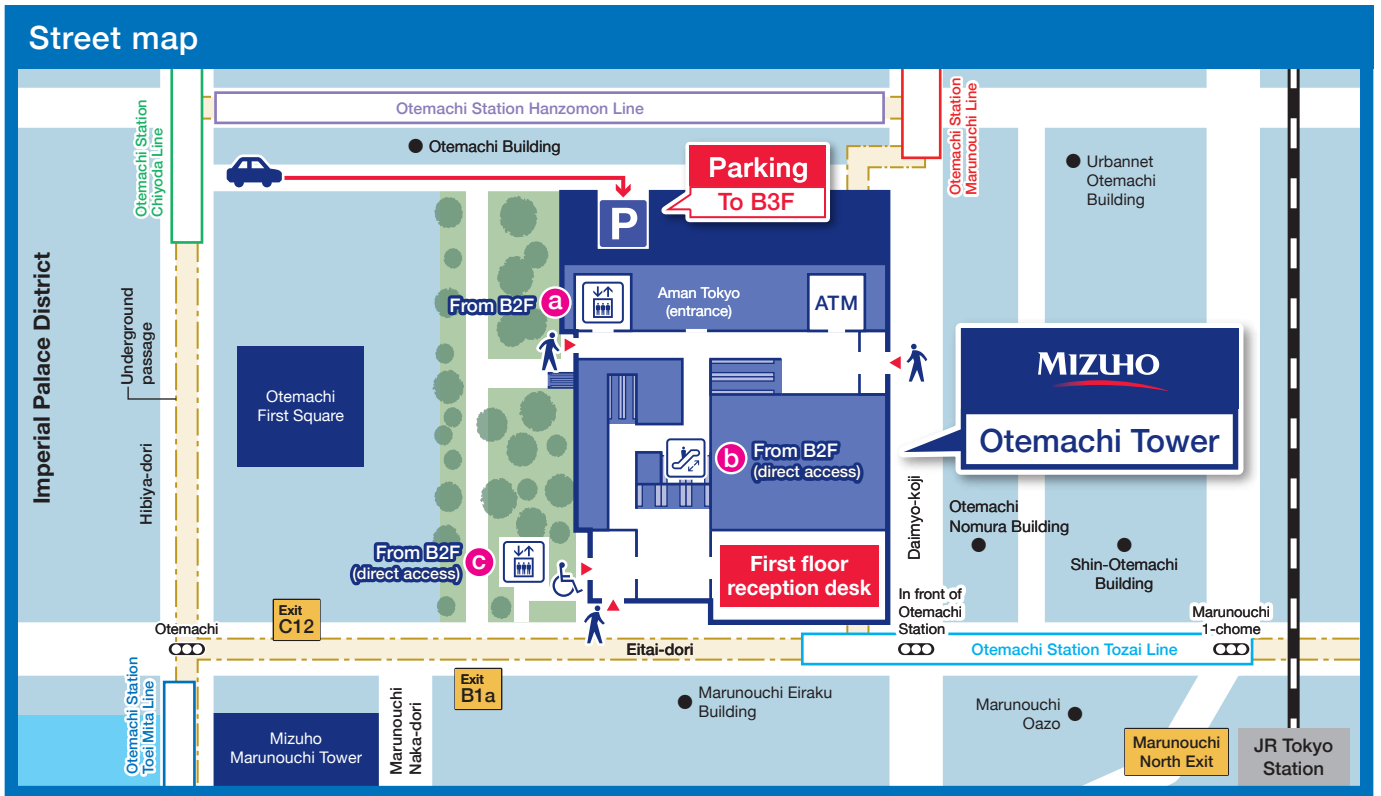 Street map
Otemachi Station
Chiyoda Line
Otemachi Station Hanzomon Line
Otemachi Station
Marunouchi Line
Otemachi Building
Parking
To B3F
P
Urbannet
Otemachi
Building
Imperial Palace District
Underground
passage
Hibiya-dori
Otemachi
First Square
From B2F
a
Aman Tokyo
(entrance)
ATM
MIZUHO
Otemachi Tower
b
From B2F
(direct access)
From B2F
(direct access)
c
First floor
reception desk
Daimyo-koji
Otemachi
Nomura Building
Shin-Otemachi
Building
In front of
Otemachi
Station
Marunouchi
1-chome
Exit
C12
Otemachi
Eitai-dori
Otemachi Station Tozai Line
Otemachi Station
Toei Mita Line
Mizuho
Marunouchi Tower
Marunouchi
Naka-dori
Exit
B1a
Marunouchi Eiraku
Building
Marunouchi
Oazo
Marunouchi
North Exit
JR Tokyo
Station